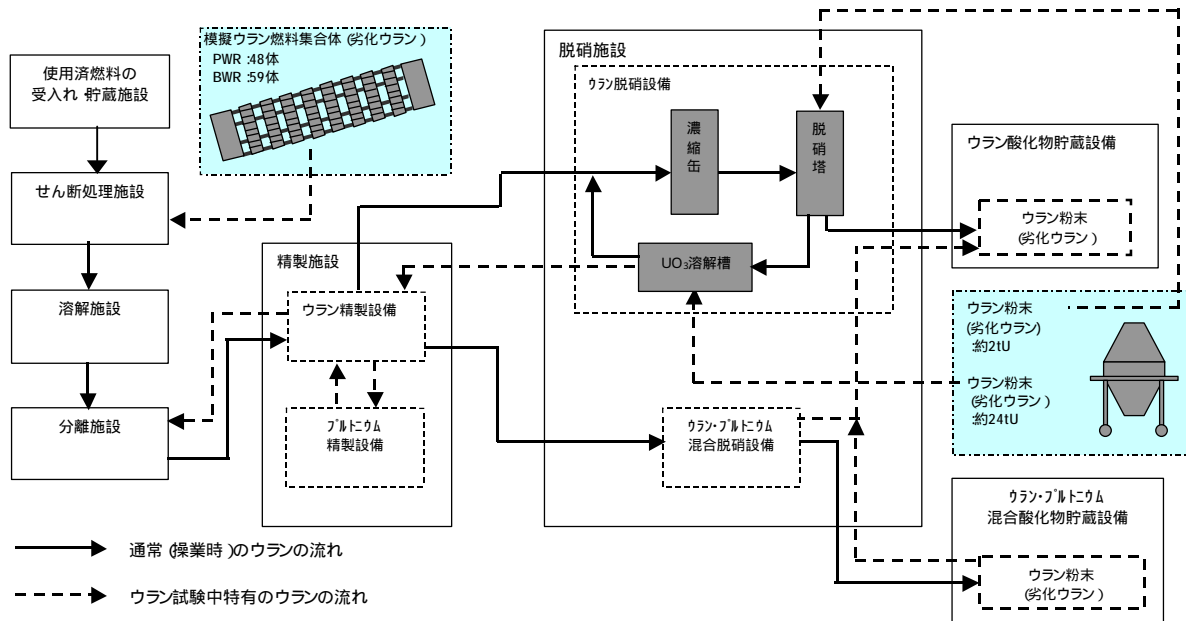 模擬ウラン燃料集合体(劣化ウラン)
PWR:48体
BWR:59体
使用済燃料の
受入れ・貯蔵施設
せん断処理施設
溶解施設
分離施設
精製施設
ウラン精製設備
プルトニウム
精製設備
脱硝施設
ウラン脱硝設備
濃縮缶
脱硝塔
UO₃溶解槽
ウラン・プルトニウム
混合脱硝設備
ウラン酸化物貯蔵設備
ウラン粉末
(劣化ウラン)
ウラン粉末
(劣化ウラン)
:約2tU
ウラン粉末
(劣化ウラン)
:約24tU
ウラン・プルトニウム
混合酸化物貯蔵設備
ウラン粉末
(劣化ウラン)
通常(操業時)のウランの流れ
ウラン試験中特有のウランの流れ